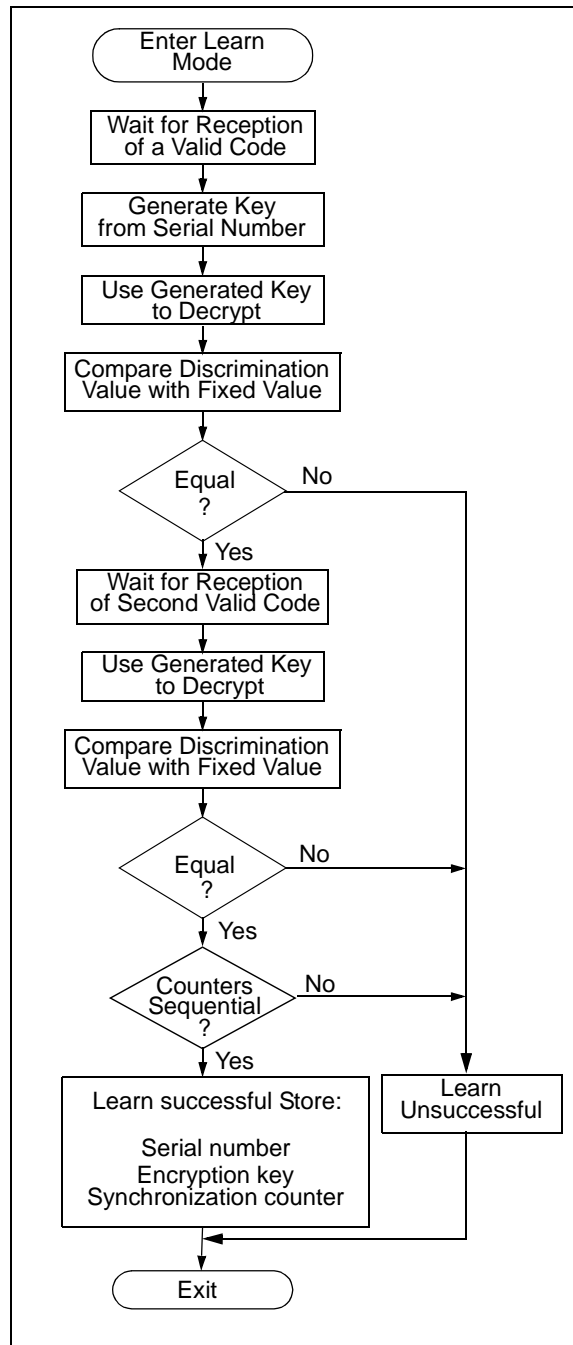 Enter Learn
Mode
Wait for Reception
of a Valid Code
Generate Key
from Serial Number
Use Generated Key
to Decrypt
Compare Discrimination
Value with Fixed Value
Equal
?
No
Yes
Wait for Reception
of Second Valid Code
Use Generated Key
to Decrypt
Compare Discrimination
Value with Fixed Value
Equal
?
No
Yes
Counters
Sequential
?
No
Yes
Learn successful Store:
Serial number
Encryption key
Synchronization counter
Learn
Unsuccessful
Exit